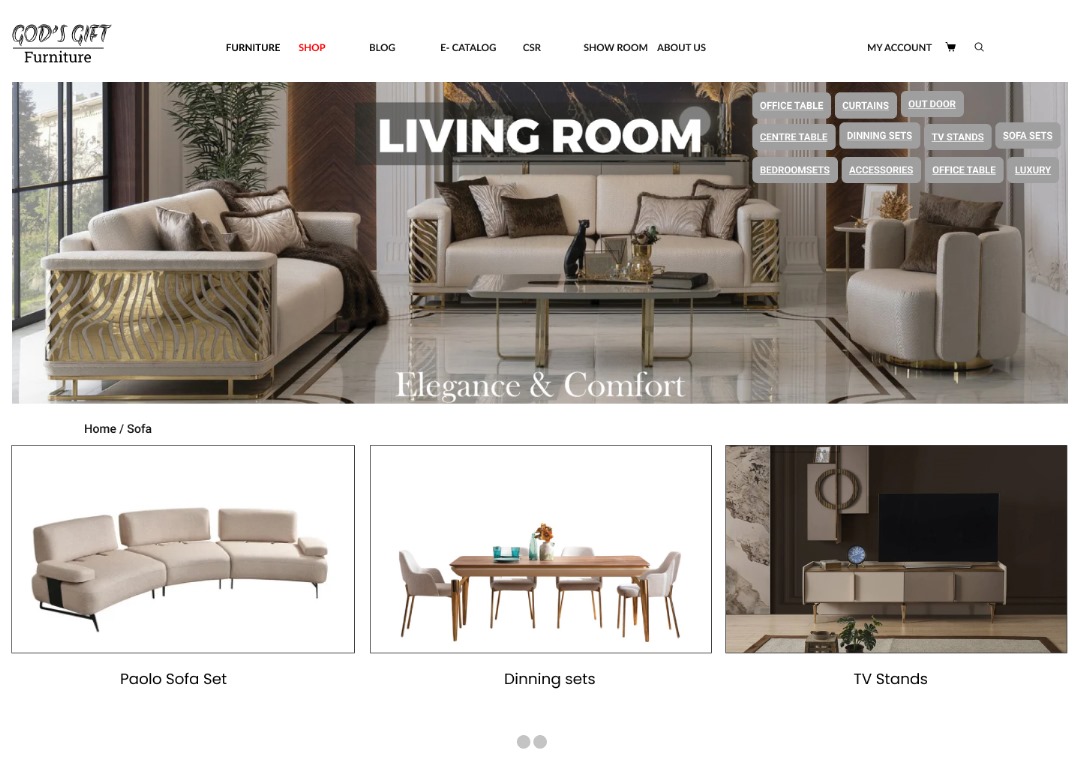 GOD'S GIFT
Furniture
FURNITURE SHOP BLOG E- CATALOG CSR SHOW ROOM ABOUT US MY ACCOUNT
LIVING ROOM
OFFICE TABLE CURTAINS OUT DOOR
CENTRE TABLE DINNING SETS TV STANDS SOFA SETS
BEDROOMSETS ACCESSORIES OFFICE TABLE LUXURY
Elegance & Comfort
Home / Sofa
Paolo Sofa Set Dinning sets TV Stands